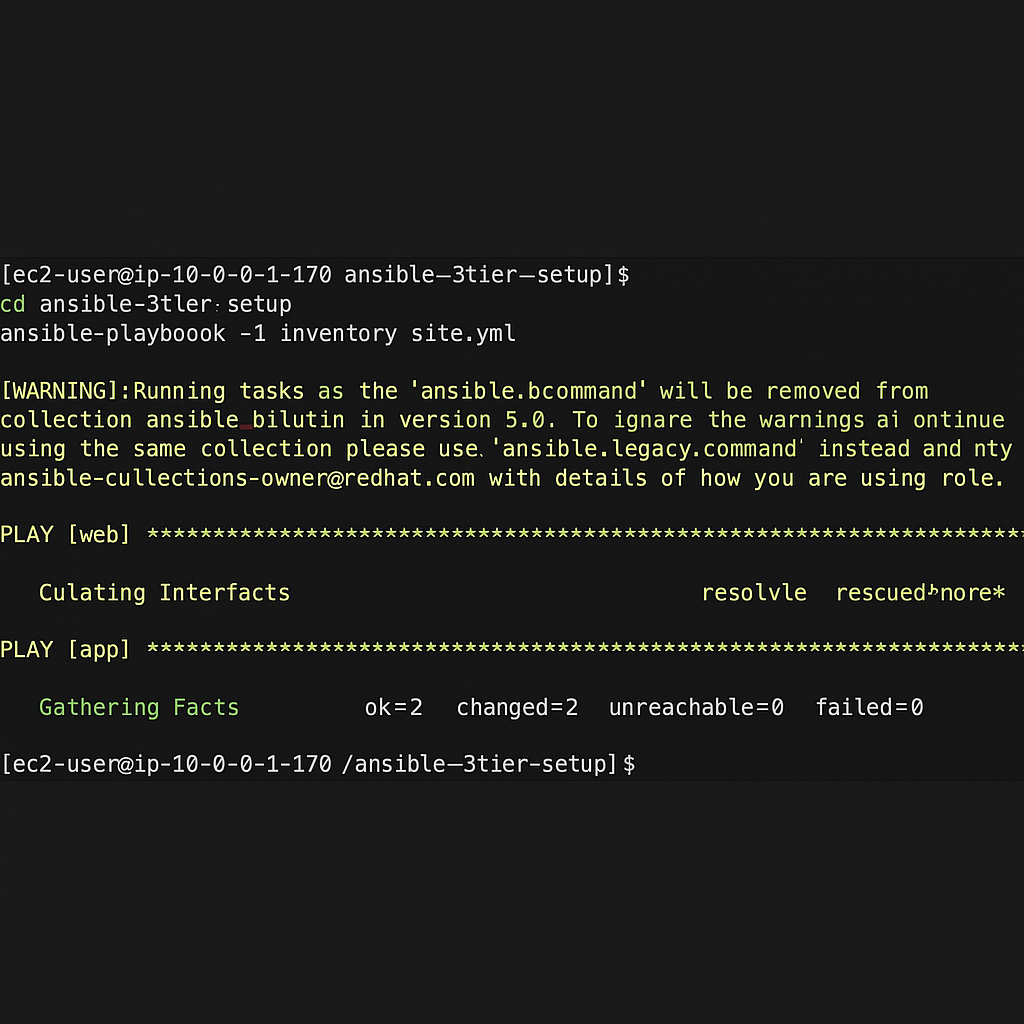 [ec2-user@ip-10-0-0-1-170 ansible—3tier—setup]$
cd ansible-3tler: setup
ansible-playboook -1 inventory site.yml
[WARNING]:Running tasks as the 'ansible.bcommand' will be removed from
collection ansible_bilutin in version 5.0. To ignare the warnings ai ontinue
using the same collection please use 'ansible.legacy.command' instead and nty
ansible-cullections-owner@redhat.com with details of how you are using role.
PLAY [web] *******************************************************************
Culating Interfacts resolvle
PLAY [app] *******************************************************************
Gathering Facts ok=2 changed=2 unreachable=0 failed=0
[ec2-user@ip-10-0-0-1-170 /ansible—3tier-setup]$